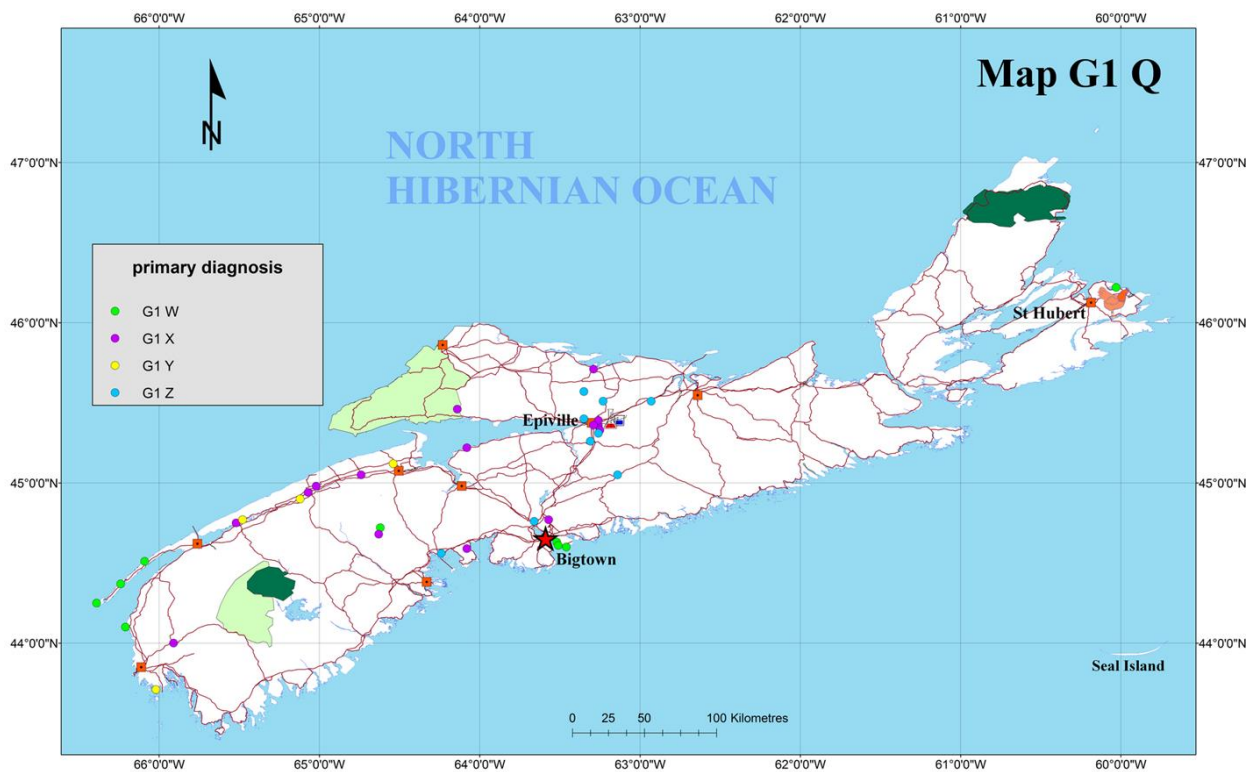 66°0'0"W 65°0'0"W 64°0'0"W 63°0'0"W 62°0'0"W 61°0'0"W 60°0'0"W
Map G1 Q
N
NORTH
HIBERNIAN OCEAN
47°0'0"N 47°0'0"N
primary diagnosis
G1 W
G1 X
G1 Y
G1 Z
46°0'0"N 46°0'0"N
St Hubert
Epiville
45°0'0"N 45°0'0"N
Bigtown
44°0'0"N 44°0'0"N
Seal Island
0 25 50 100 Kilometres
66°0'0"W 65°0'0"W 64°0'0"W 63°0'0"W 62°0'0"W 61°0'0"W 60°0'0"W